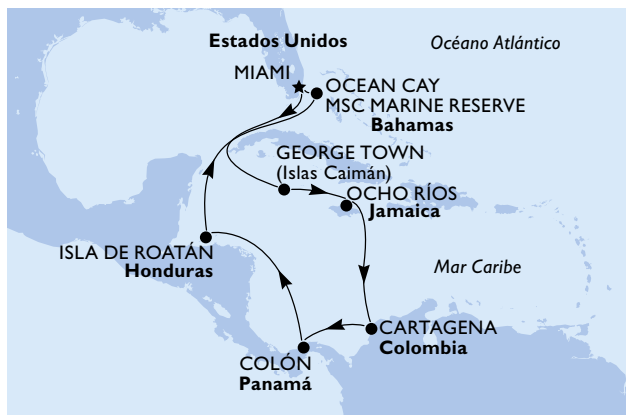 Estados Unidos
Océano Atlántico
MIAMI
OCEAN CAY
MSC MARINE RESERVE
Bahamas
GEORGE TOWN
(Islas Caimán)
OCHO RÍOS
Jamaica
ISLA DE ROATÁN
Honduras
Mar Caribe
CARTAGENA
Colombia
COLÓN
Panamá